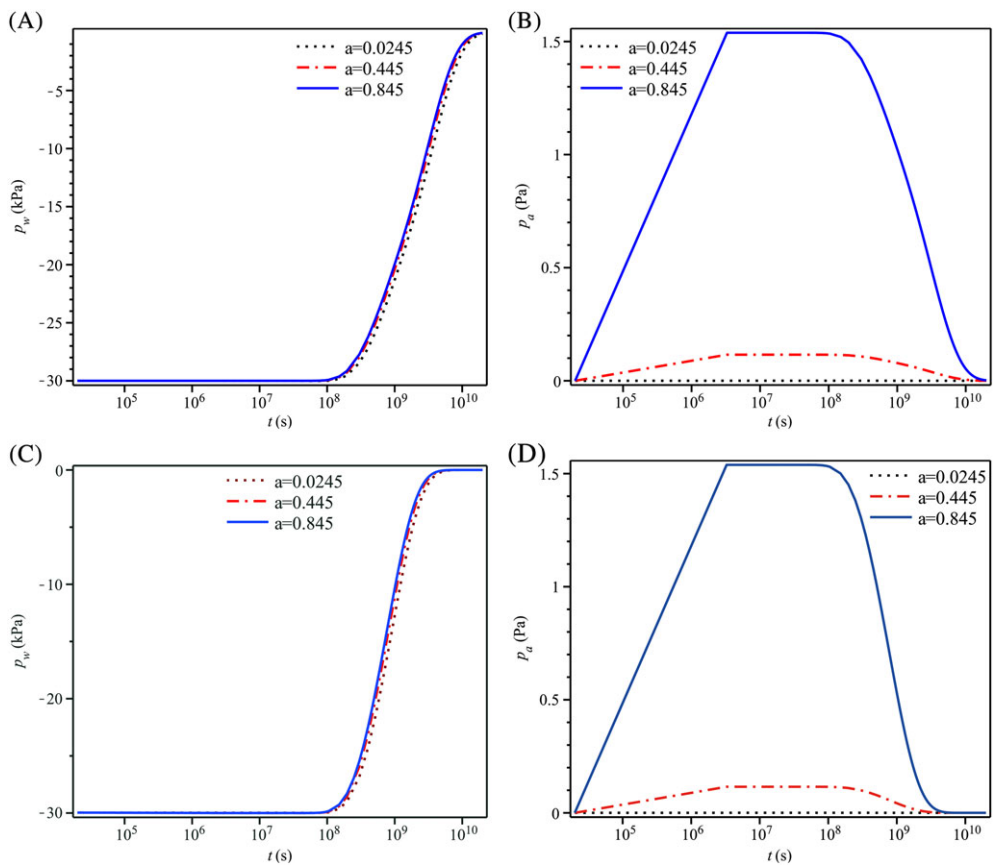 (A)
a=0.0245
a=0.445
a=0.845
-5
-10
-15
-20
-25
-30
p_w (kPa)
10^5 10^6 10^7 10^8 10^9 10^10
t (s)
(B)
a=0.0245
a=0.445
a=0.845
1.5
1
0.5
0
p_a (Pa)
10^5 10^6 10^7 10^8 10^9 10^10
t (s)
(C)
a=0.0245
a=0.445
a=0.845
0
-10
-20
-30
p_w (kPa)
10^5 10^6 10^7 10^8 10^9 10^10
t (s)
(D)
a=0.0245
a=0.445
a=0.845
1.5
1
0.5
0
p_a (Pa)
10^5 10^6 10^7 10^8 10^9 10^10
t (s)